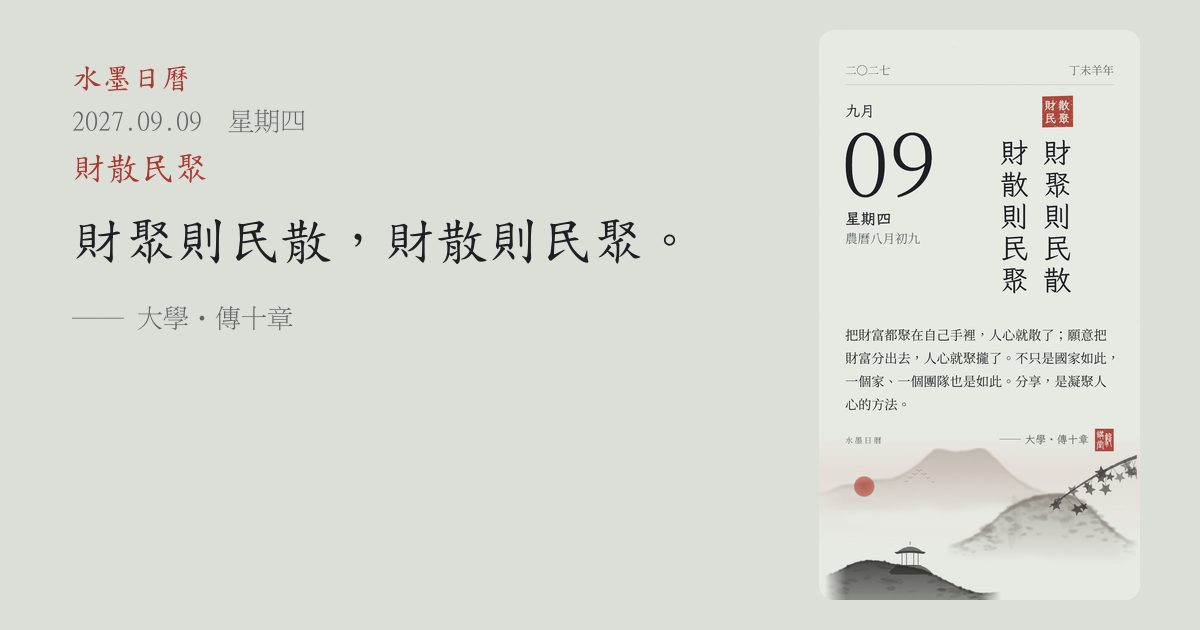 水墨日曆
2027.09.09 星期四
財散民聚
財聚則民散，財散則民聚。
—— 大學・傳十章
二〇二七
丁未羊年
九月
09
星期四
農曆八月初九
財散民聚
財聚則民散
財散則民聚
把財富都聚在自己手裡，人心就散了；願意把
財富分出去，人心就聚攏了。不只是國家如此，
一個家、一個團隊也是如此。分享，是凝聚人
心的方法。
水墨日曆
—— 大學・傳十章